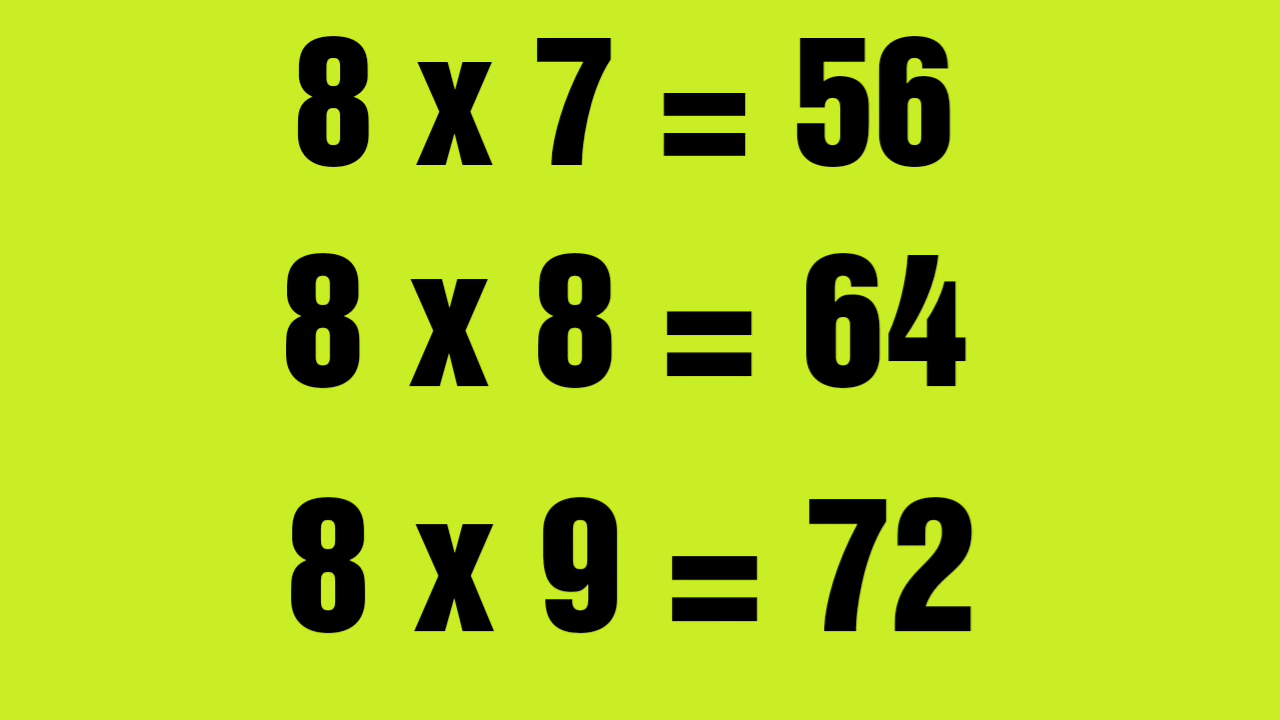 8 x 7 = 56
8 x 8 = 64
8 x 9 = 72